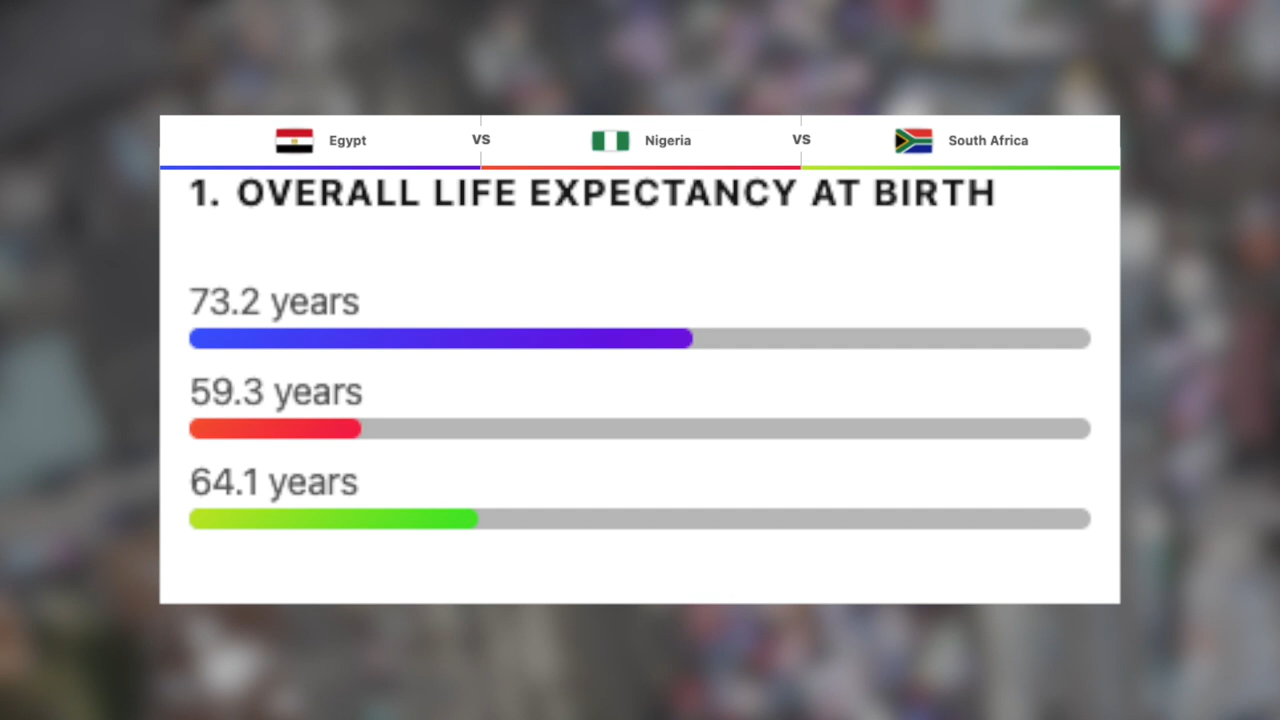 Egypt VS Nigeria VS South Africa
1. OVERALL LIFE EXPECTANCY AT BIRTH
73.2 years
59.3 years
64.1 years